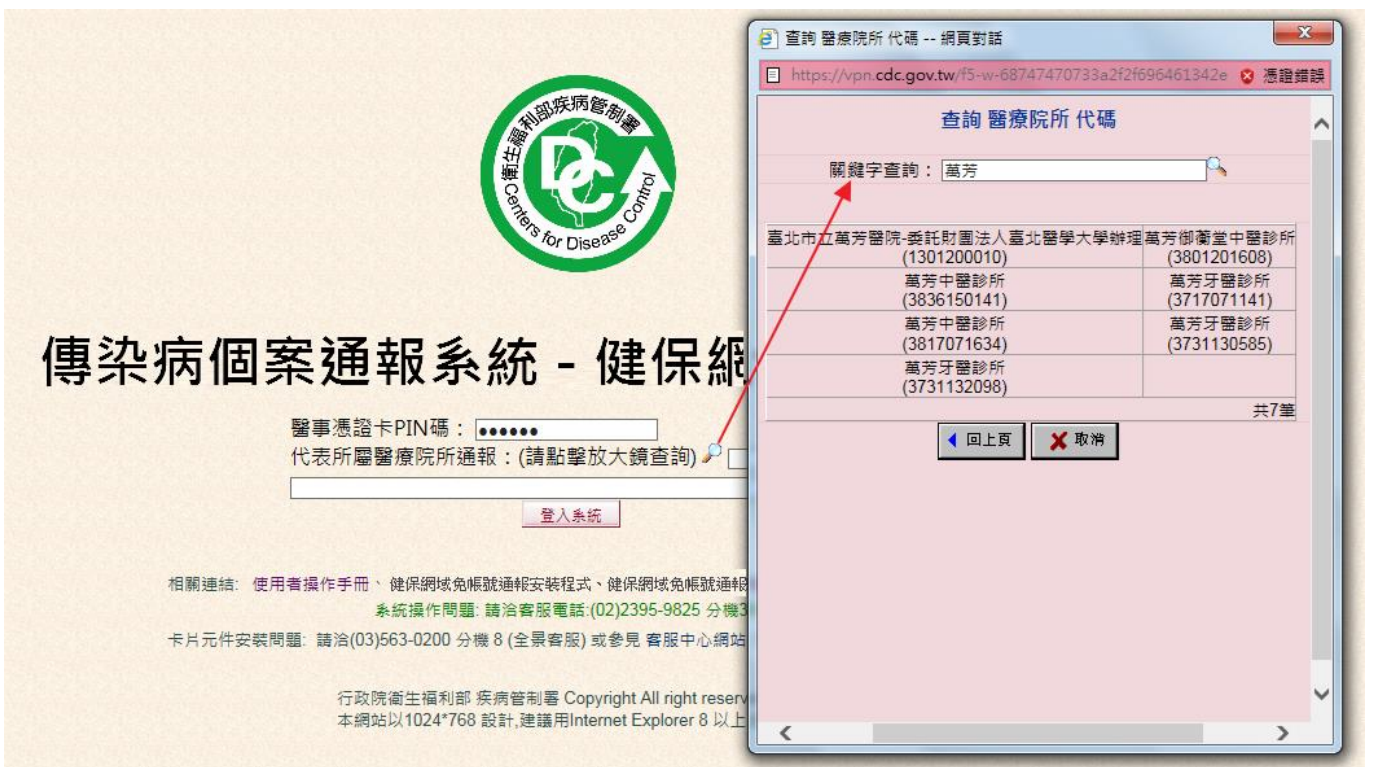 衛生福利部疾病管制署
DC
Centers for Disease Control
傳染病個案通報系統 - 健保網
醫事憑證卡PIN碼：••••••
代表所屬醫療院所通報：(請點擊放大鏡查詢)
登入系統
相關連結: 使用者操作手冊、健保網域免帳號通報安裝程式、健保網域免帳號通報
系統操作問題: 請洽客服電話:(02)2395-9825 分機3
卡片元件安裝問題: 請洽(03)563-0200 分機 8 (全景客服) 或參見 客服中心網站
行政院衛生福利部 疾病管制署 Copyright All right reserv
本網站以1024*768 設計,建議用Internet Explorer 8 以上
查詢 醫療院所 代碼 -- 網頁對話
X
https://vpn.cdc.gov.tw/f5-w-68747470733a2f2f696461342e 憑證錯誤
查詢 醫療院所 代碼
關鍵字查詢：萬芳
臺北市立萬芳醫院-委託財團法人臺北醫學大學辦理 萬芳御蘅堂中醫診所
(1301200010) (3801201608)
萬芳中醫診所 萬芳牙醫診所
(3836150141) (3717071141)
萬芳中醫診所 萬芳牙醫診所
(3817071634) (3731130585)
萬芳牙醫診所
(3731132098)
共7筆
回上頁 取消